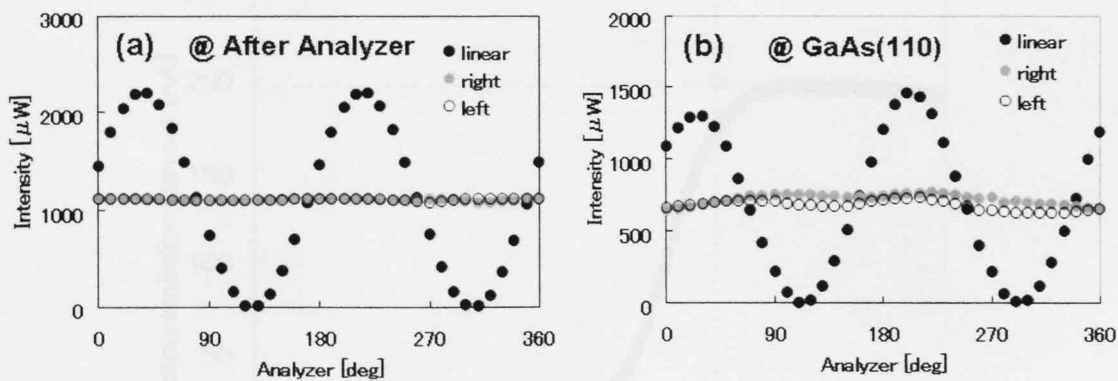 (a) @ After Analyzer
linear
right
left
3000
2000
1000
0
Intensity [μW]
0 90 180 270 360
Analyzer [deg]
(b) @ GaAs(110)
linear
right
left
2000
1500
1000
500
0
Intensity [μW]
0 90 180 270 360
Analyzer [deg]